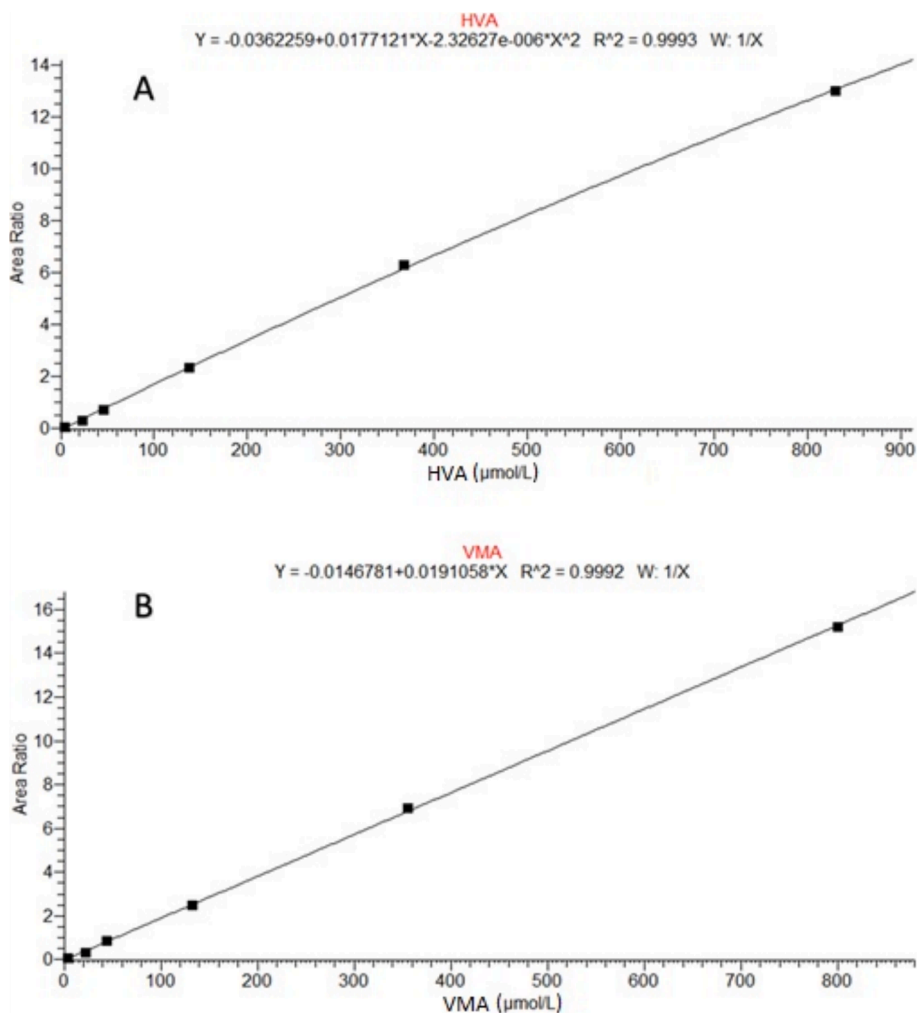 HVA
Y = -0.0362259+0.0177121*X-2.32627e-006*X^2 R^2 = 0.9993 W: 1/X
A
14
12
10
8
6
4
2
0
Area Ratio
0 100 200 300 400 500 600 700 800 900
HVA (μmol/L)
VMA
Y = -0.0146781+0.0191058*X R^2 = 0.9992 W: 1/X
B
16
14
12
10
8
6
4
2
0
Area Ratio
0 100 200 300 400 500 600 700 800
VMA (μmol/L)